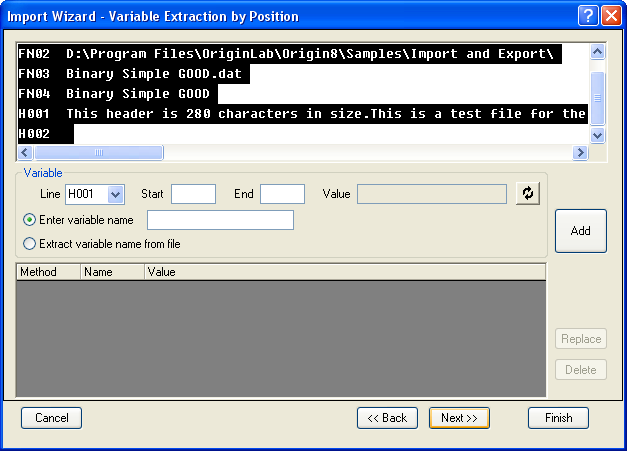 Import Wizard - Variable Extraction by Position
FN02 D:\Program Files\OriginLab\Origin8\Samples\Import and Export\
FN03 Binary Simple GOOD.dat
FN04 Binary Simple GOOD
H001 This header is 280 characters in size.This is a test file for the
H002
Variable
Line H001 Start End Value
Enter variable name
Extract variable name from file
Add
Method Name Value
Replace
Delete
Cancel << Back Next >> Finish